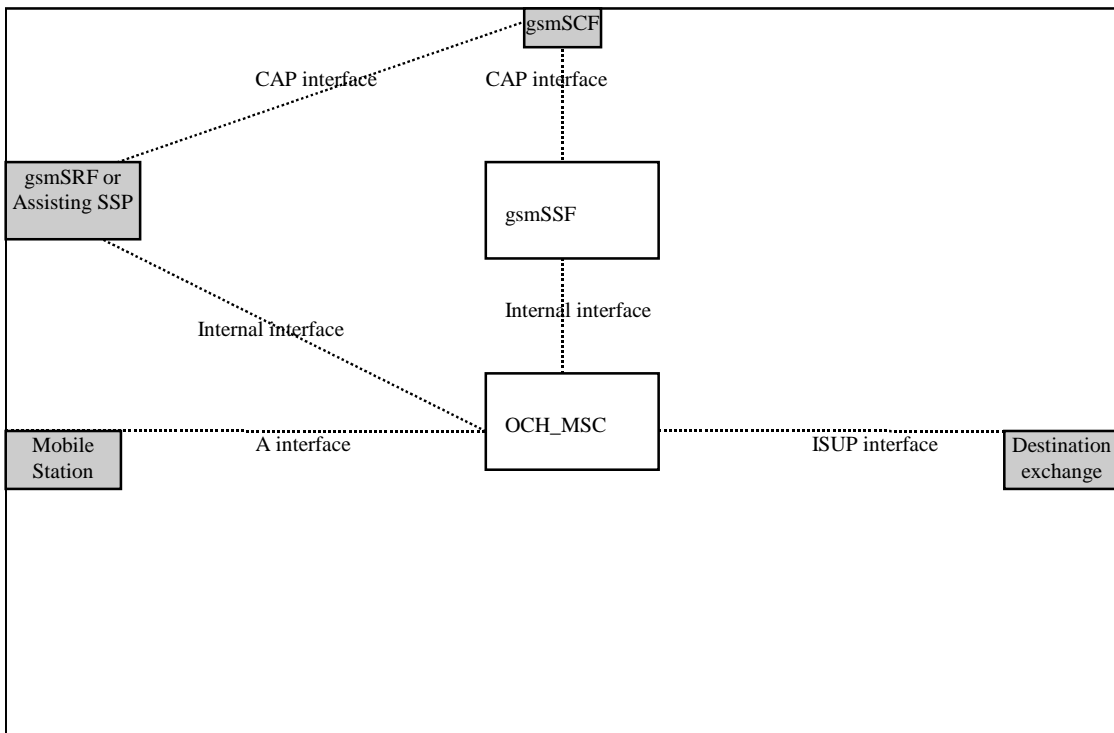 gsmSCF
CAP interface
CAP interface
gsmSRF or
Assisting SSP
gsmSSF
Internal interface
Internal interface
OCH_MSC
Mobile
Station
A interface
ISUP interface
Destination
exchange